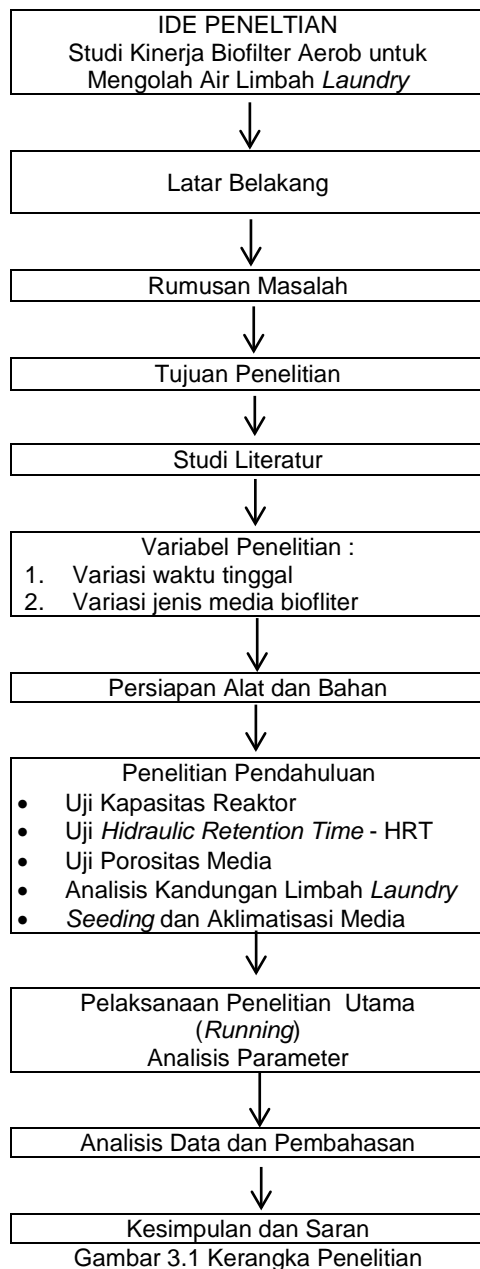 IDE PENELTIAN
Studi Kinerja Biofilter Aerob untuk
Mengolah Air Limbah Laundry
Latar Belakang
Rumusan Masalah
Tujuan Penelitian
Studi Literatur
Variabel Penelitian :
1. Variasi waktu tinggal
2. Variasi jenis media biofliter
Persiapan Alat dan Bahan
Penelitian Pendahuluan
• Uji Kapasitas Reaktor
• Uji Hidraulic Retention Time - HRT
• Uji Porositas Media
• Analisis Kandungan Limbah Laundry
• Seeding dan Aklimatisasi Media
Pelaksanaan Penelitian Utama
(Running)
Analisis Parameter
Analisis Data dan Pembahasan
Kesimpulan dan Saran
Gambar 3.1 Kerangka Penelitian